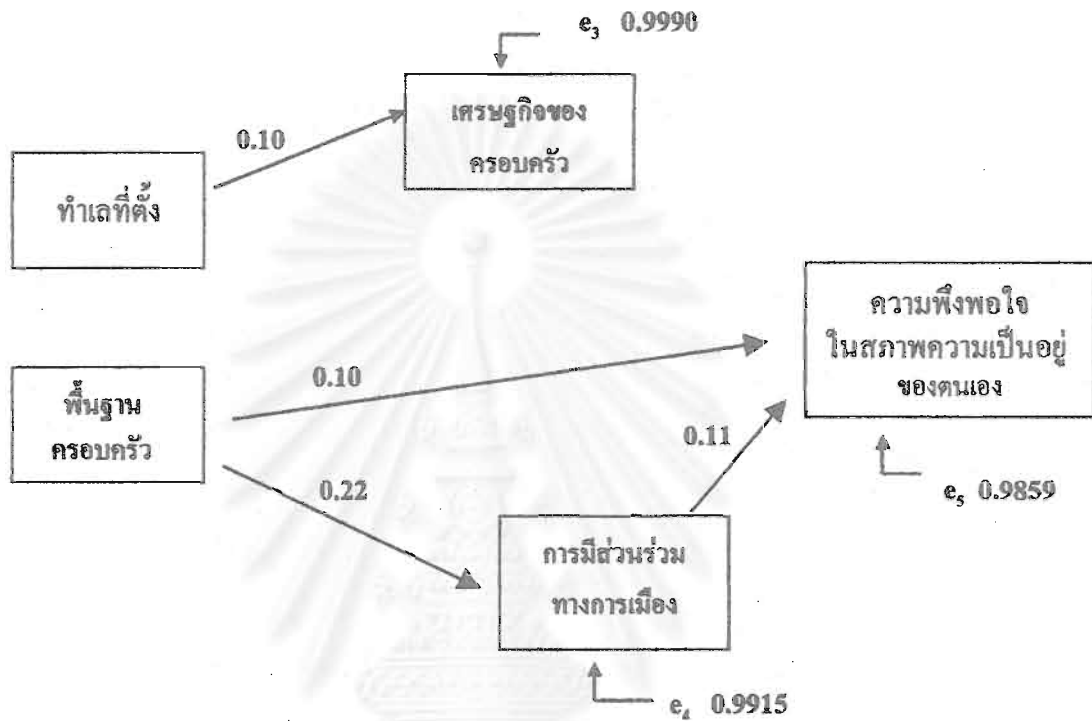 e₃ 0.9990
เศรษฐกิจของ
ครอบครัว
0.10
ทำเลที่ตั้ง
ความพึงพอใจ
ในสภาพความเป็นอยู่
ของตนเอง
0.10
พื้นฐาน
ครอบครัว
0.11
0.22
e₅ 0.9859
การมีส่วนร่วม
ทางการเมือง
e₄ 0.9915